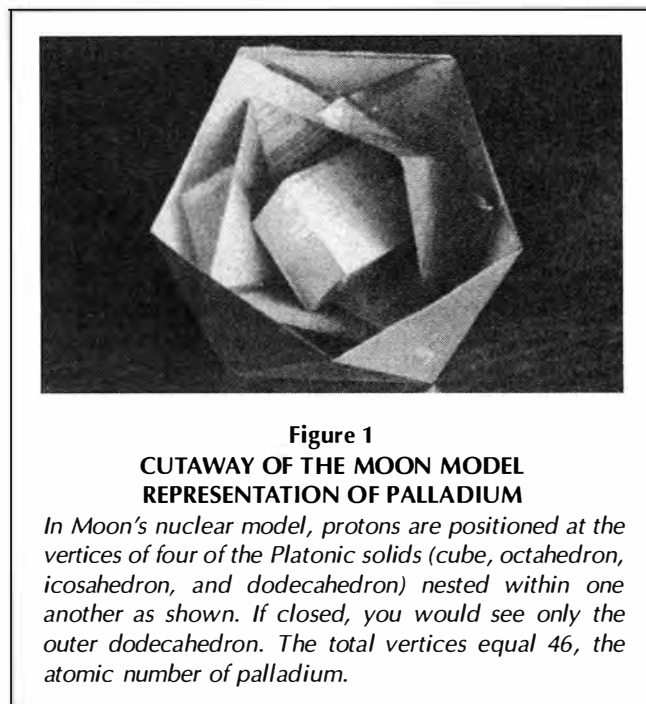 Figure 1
CUTAWAY OF THE MOON MODEL
REPRESENTATION OF PALLADIUM
In Moon's nuclear model, protons are positioned at the
vertices of four of the Platonic solids (cube, octahedron,
icosahedron, and dodecahedron) nested within one
another as shown. If closed, you would see only the
outer dodecahedron. The total vertices equal 46, the
atomic number of palladium.